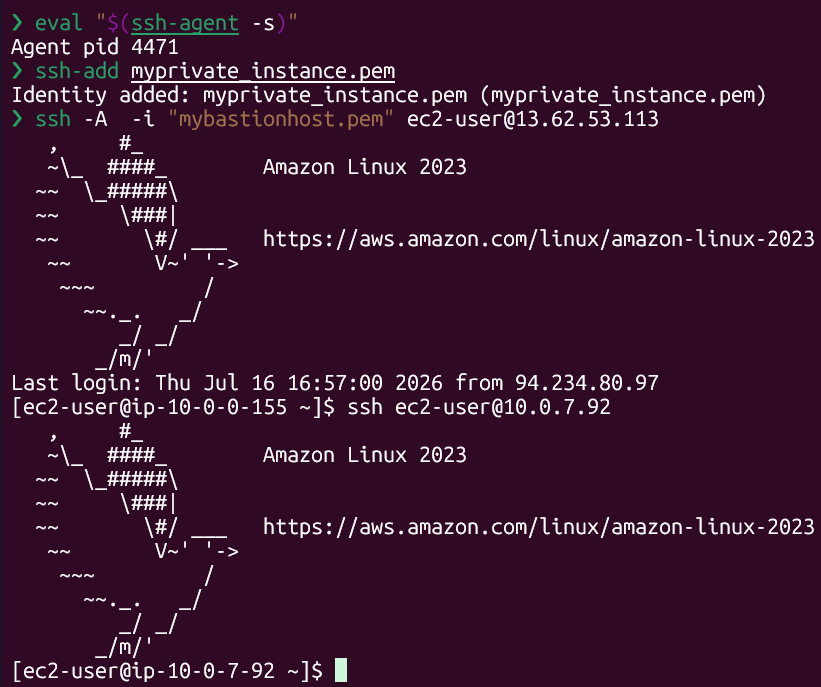 ❯ eval "$(ssh-agent -s)"
Agent pid 4471
❯ ssh-add myprivate_instance.pem
Identity added: myprivate_instance.pem (myprivate_instance.pem)
❯ ssh -A  -i "mybastionhost.pem" ec2-user@13.62.53.113
   ,     #_
   ~\_  ####_        Amazon Linux 2023
  ~~  \_#####\
  ~~     \###|
  ~~       \#/ ___   https://aws.amazon.com/linux/amazon-linux-2023
   ~~       V~' '->
    ~~~         /
      ~~._.   _/
         _/ _/
       _/m/'
Last login: Thu Jul 16 16:57:00 2026 from 94.234.80.97
[ec2-user@ip-10-0-0-155 ~]$ ssh ec2-user@10.0.7.92
   ,     #_
   ~\_  ####_        Amazon Linux 2023
  ~~  \_#####\
  ~~     \###|
  ~~       \#/ ___   https://aws.amazon.com/linux/amazon-linux-2023
   ~~       V~' '->
    ~~~         /
      ~~._.   _/
         _/ _/
       _/m/'
[ec2-user@ip-10-0-7-92 ~]$